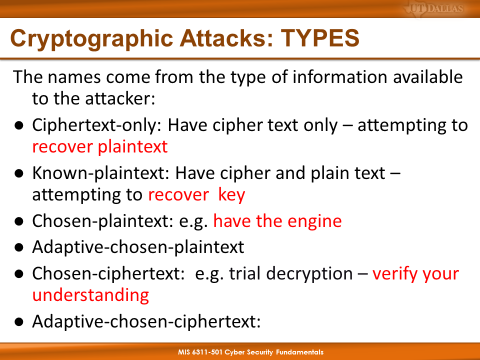 UT DALLAS
Cryptographic Attacks: TYPES
The names come from the type of information available
to the attacker:
● Ciphertext-only: Have cipher text only – attempting to
recover plaintext
● Known-plaintext: Have cipher and plain text –
attempting to recover  key
● Chosen-plaintext: e.g. have the engine
● Adaptive-chosen-plaintext
● Chosen-ciphertext:  e.g. trial decryption – verify your
understanding
● Adaptive-chosen-ciphertext:
MIS 6311-501 Cyber Security Fundamentals